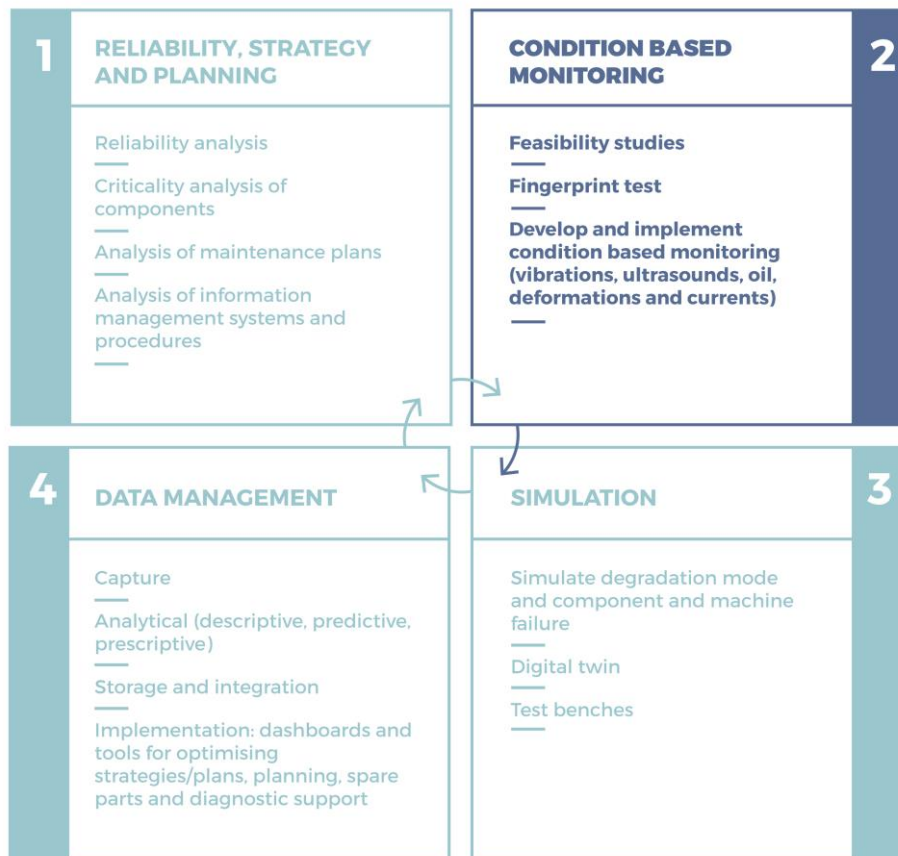 1
RELIABILITY, STRATEGY
AND PLANNING
Reliability analysis
Criticality analysis of
components
Analysis of maintenance plans
Analysis of information
management systems and
procedures
CONDITION BASED
MONITORING
2
Feasibility studies
Fingerprint test
Develop and implement
condition based monitoring
(vibrations, ultrasounds, oil,
deformations and currents)
4
DATA MANAGEMENT
Capture
Analytical (descriptive, predictive,
prescriptive)
Storage and integration
Implementation: dashboards and
tools for optimising
strategies/plans, planning, spare
parts and diagnostic support
SIMULATION
3
Simulate degradation mode
and component and machine
failure
Digital twin
Test benches